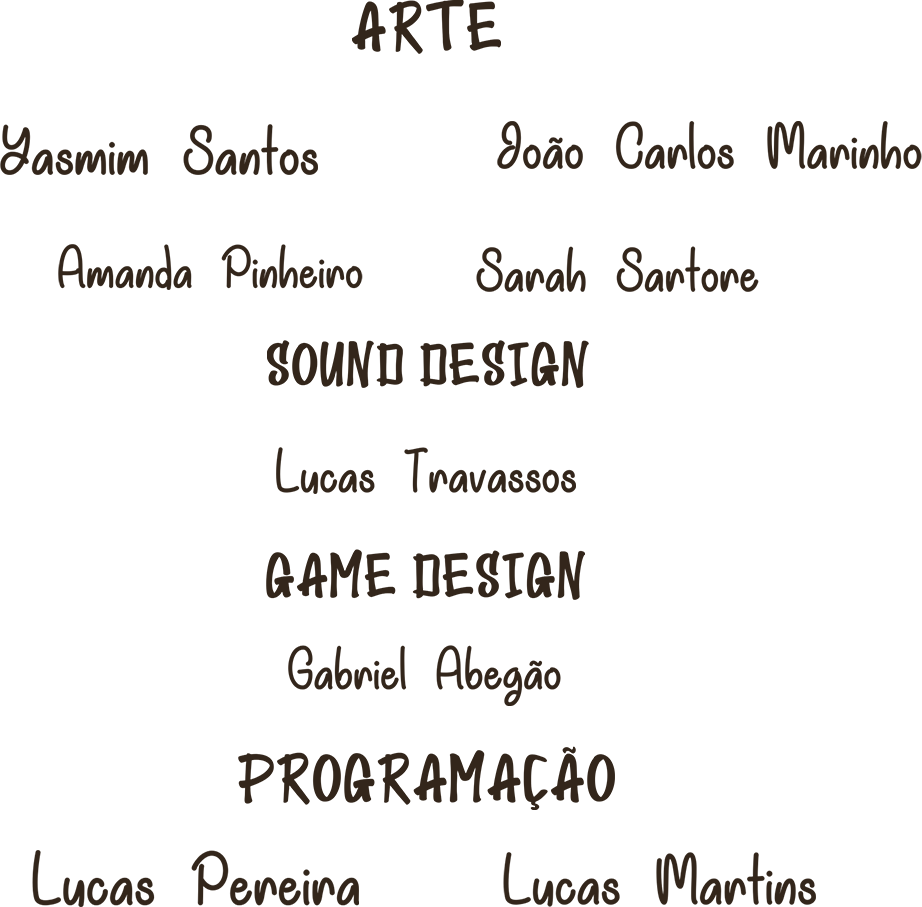 ARTE
Yasmim Santos João Carlos Marinho
Amanda Pinheiro Sarah Sartore
SOUND DESIGN
Lucas Travassos
GAME DESIGN
Gabriel Abegão
PROGRAMAÇÃO
Lucas Pereira Lucas Martins